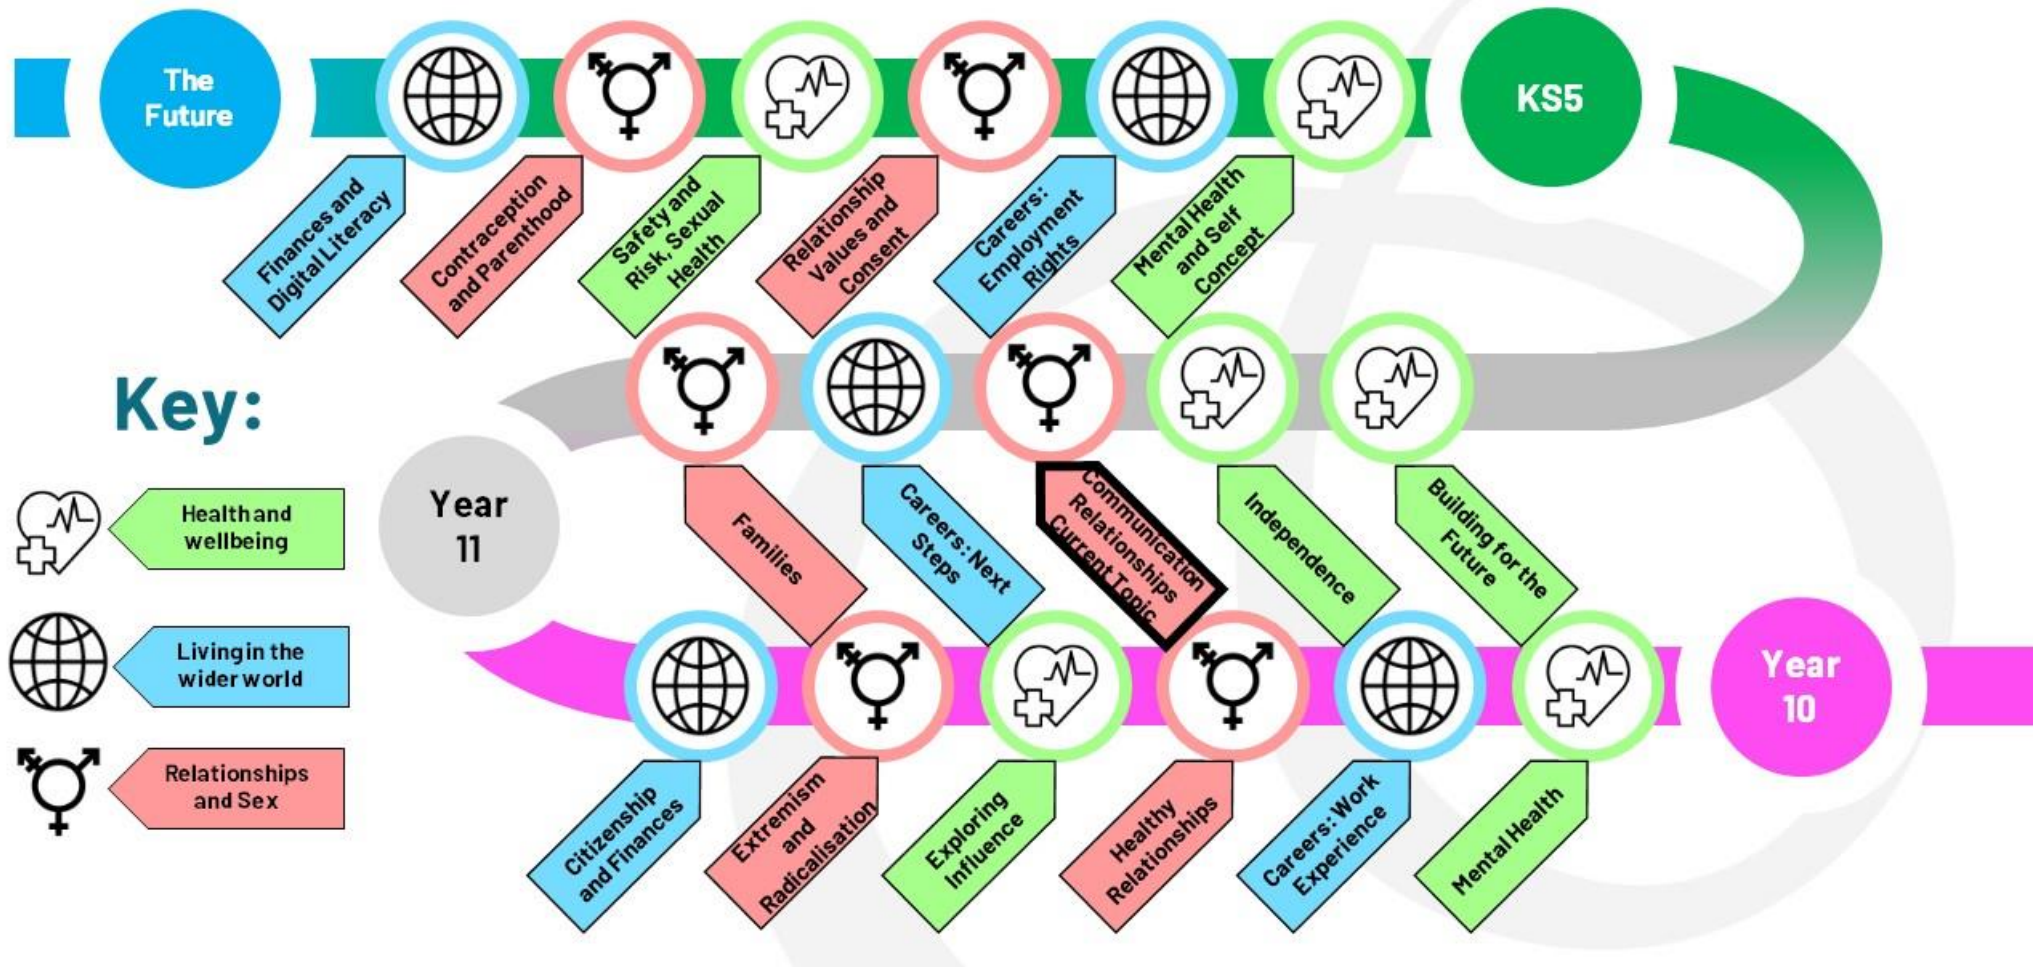 The
Future
KS5
Finances and
Digital Literacy
Contraception
and Parenthood
Safety and
Risk, Sexual
Health
Relationship
Values and
Consent
Careers:
Employment
Rights
Mental Health
and Self
Concept
Key:
Health and
wellbeing
Living in the
wider world
Relationships
and Sex
Year
11
Families
Careers: Next
Steps
Communication
Relationships
Current Topic
Independence
Building for the
Future
Year
10
Citizenship
and Finances
Extremism
and
Radicalisation
Exploring
Influence
Healthy
Relationships
Careers: Work
Experience
Mental Health